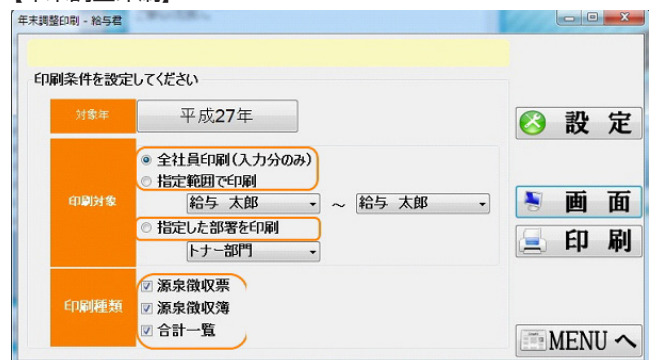 年末調整印刷 - 給与君
印刷条件を設定してください
対象年
平成27年
設 定
印刷対象
全社員印刷(入力分のみ)
指定範囲で印刷
給与 太郎 ～ 給与 太郎
指定した部署を印刷
トナー部門
画 面
印 刷
印刷種類
源泉徴収票
源泉徴収簿
合計一覧
MENU へ